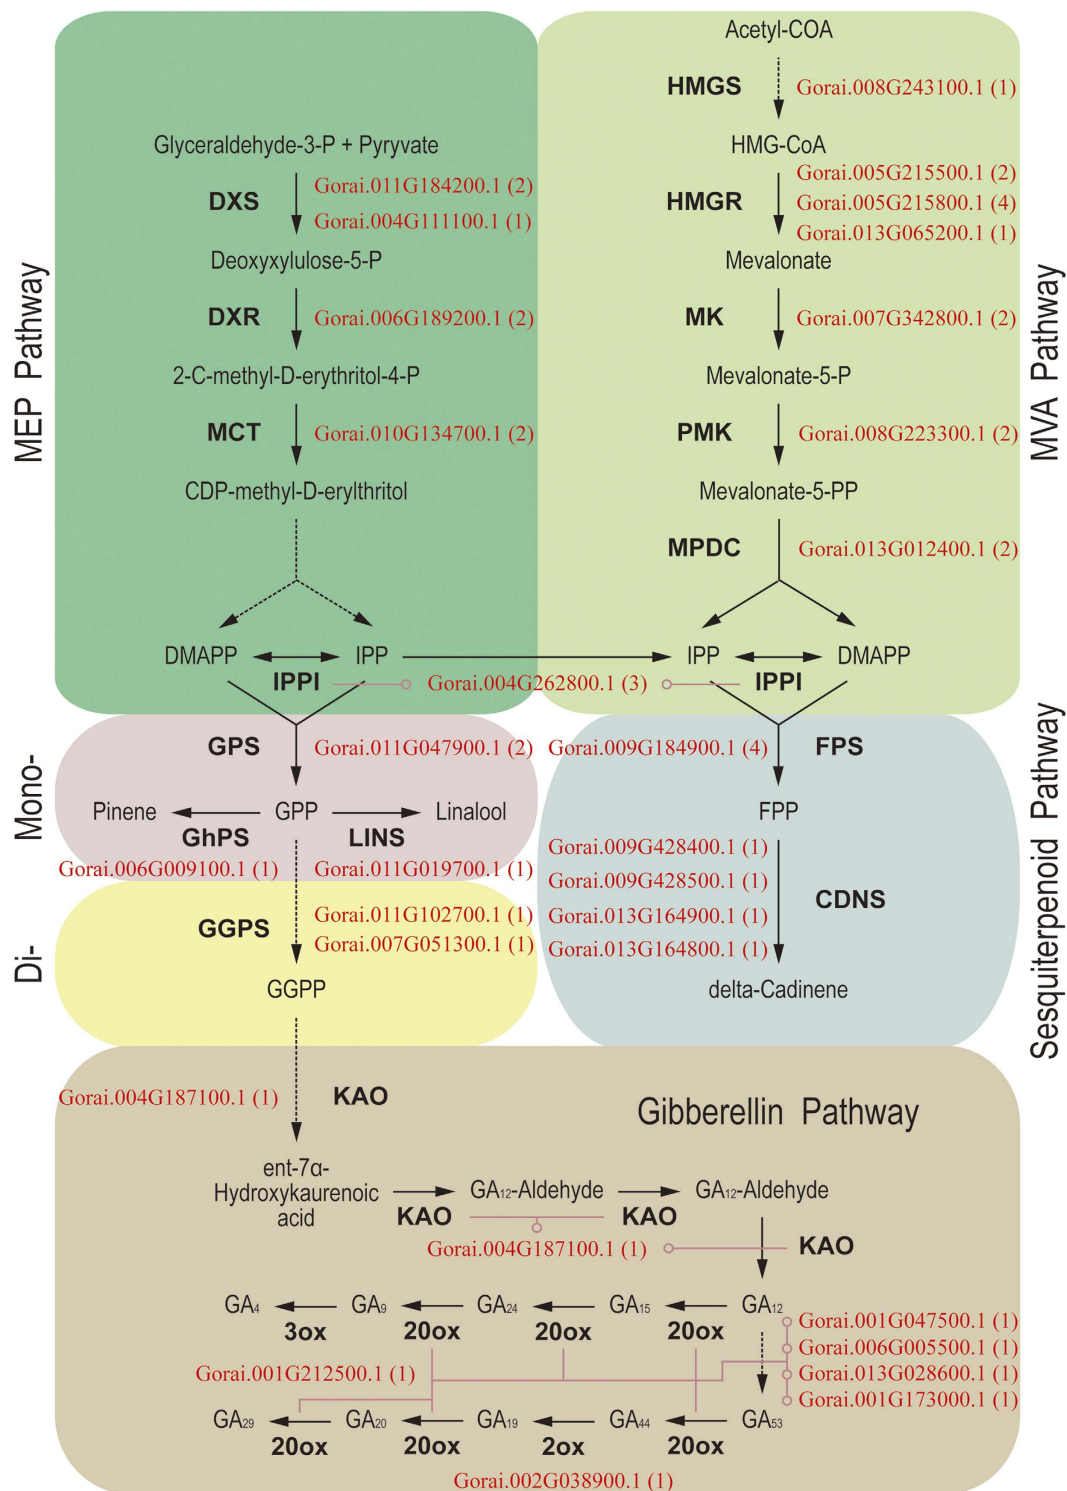 Acetyl-COA
HMGS Gorai.008G243100.1 (1)
Glyceraldehyde-3-P + Pyryvate
HMG-CoA
DXS
Gorai.011G184200.1 (2)
Gorai.004G111100.1 (1)
HMGR
Gorai.005G215500.1 (2)
Gorai.005G215800.1 (4)
Gorai.013G065200.1 (1)
Deoxyxylulose-5-P
Mevalonate
MEP Pathway
MVA Pathway
DXR Gorai.006G189200.1 (2)
MK Gorai.007G342800.1 (2)
2-C-methyl-D-erythritol-4-P
Mevalonate-5-P
MCT Gorai.010G134700.1 (2)
PMK Gorai.008G223300.1 (2)
CDP-methyl-D-erylthritol
Mevalonate-5-PP
MPDC Gorai.013G012400.1 (2)
DMAPP IPP IPP DMAPP
IPPI Gorai.004G262800.1 (3) IPPI
GPS Gorai.011G047900.1 (2)
Gorai.009G184900.1 (4) FPS
Mono-
Sesquiterpenoid Pathway
Pinene GPP Linalool
FPP
GhPS LINS
Gorai.006G009100.1 (1) Gorai.011G019700.1 (1)
Gorai.009G428400.1 (1)
Gorai.009G428500.1 (1)
Gorai.013G164900.1 (1)
Gorai.013G164800.1 (1)
CDNS
Di-
GGPS
Gorai.011G102700.1 (1)
Gorai.007G051300.1 (1)
GGPP
delta-Cadinene
Gorai.004G187100.1 (1) KAO
Gibberellin Pathway
ent-7α-
Hydroxykaurenoic
acid
GA12-Aldehyde GA12-Aldehyde
KAO KAO
Gorai.004G187100.1 (1) KAO
GA4 GA9 GA24 GA15 GA12
3ox 20ox 20ox 20ox
Gorai.001G047500.1 (1)
Gorai.006G005500.1 (1)
Gorai.013G028600.1 (1)
Gorai.001G173000.1 (1)
Gorai.001G212500.1 (1)
GA29 GA20 GA19 GA44 GA53
20ox 20ox 2ox 20ox
Gorai.002G038900.1 (1)